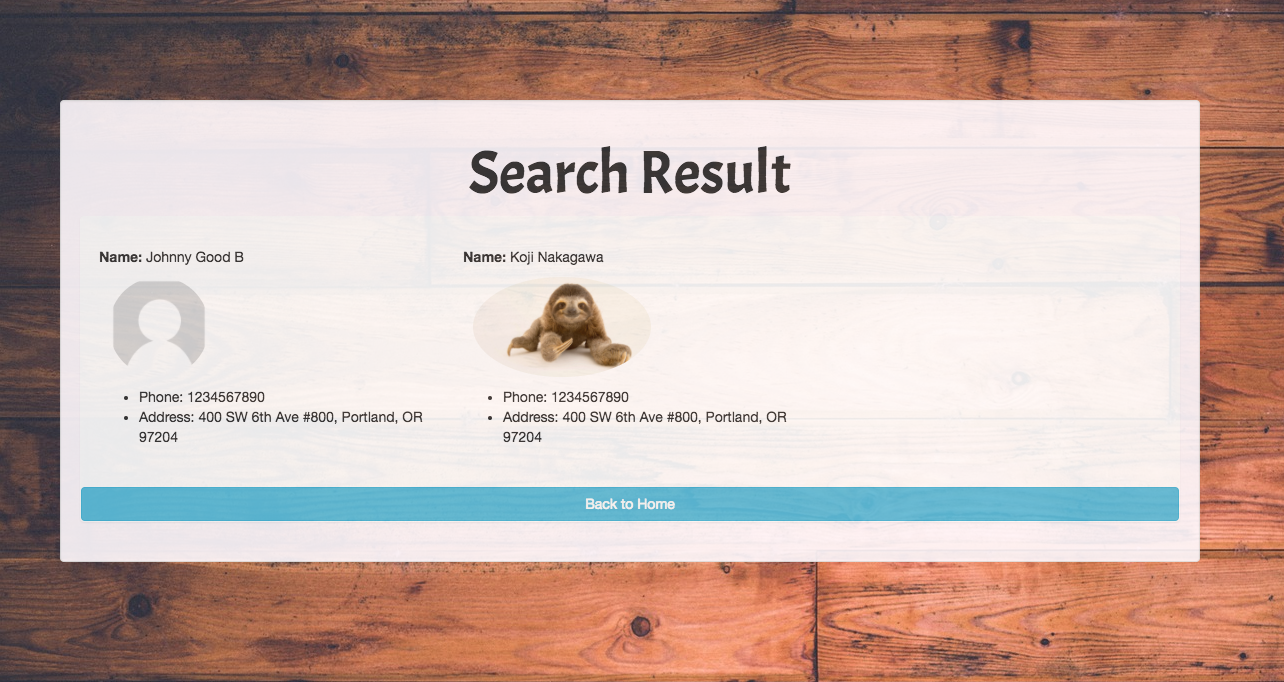 Search Result
Name: Johnny Good B
Name: Koji Nakagawa
Phone: 1234567890
Address: 400 SW 6th Ave #800, Portland, OR
97204
Phone: 1234567890
Address: 400 SW 6th Ave #800, Portland, OR
97204
Back to Home